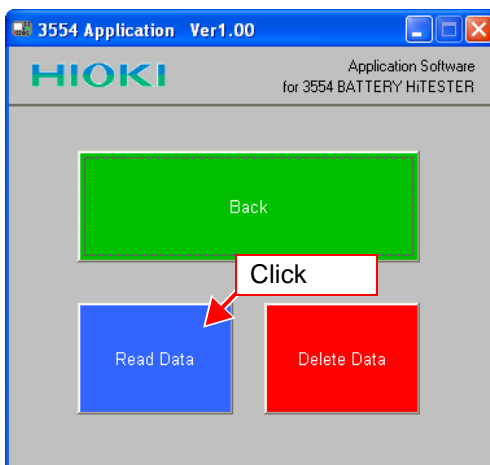 3554 Application Ver1.00
HIOKI
Application Software
for 3554 BATTERY HiTESTER
Back
Click
Read Data
Delete Data